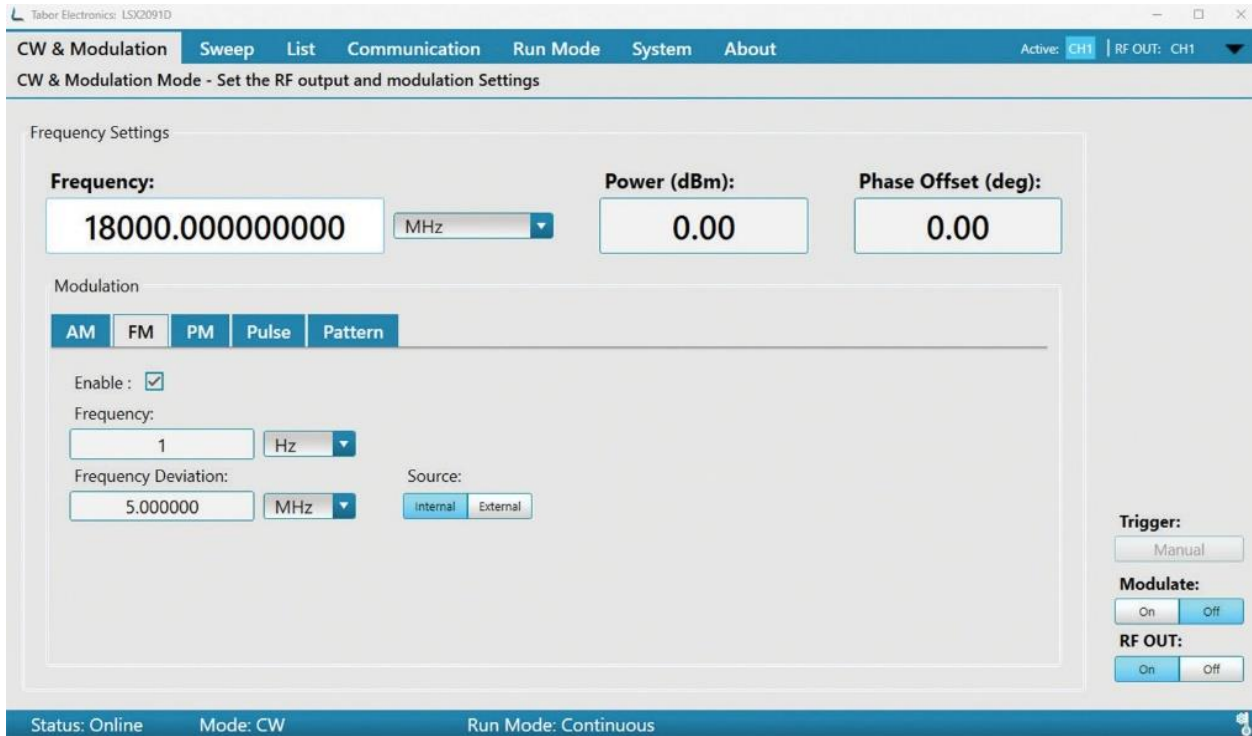 Tabor Electronics: LSX2091D
CW & Modulation Sweep List Communication Run Mode System About Active: CH1 RF OUT: CH1
CW & Modulation Mode - Set the RF output and modulation Settings
Frequency Settings
Frequency: Power (dBm): Phase Offset (deg):
18000.000000000 MHz 0.00 0.00
Modulation
AM FM PM Pulse Pattern
Enable :
Frequency:
1 Hz
Frequency Deviation: Source:
5.000000 MHz Internal External
Trigger:
Manual
Modulate:
On Off
RF OUT:
On Off
Status: Online Mode: CW Run Mode: Continuous